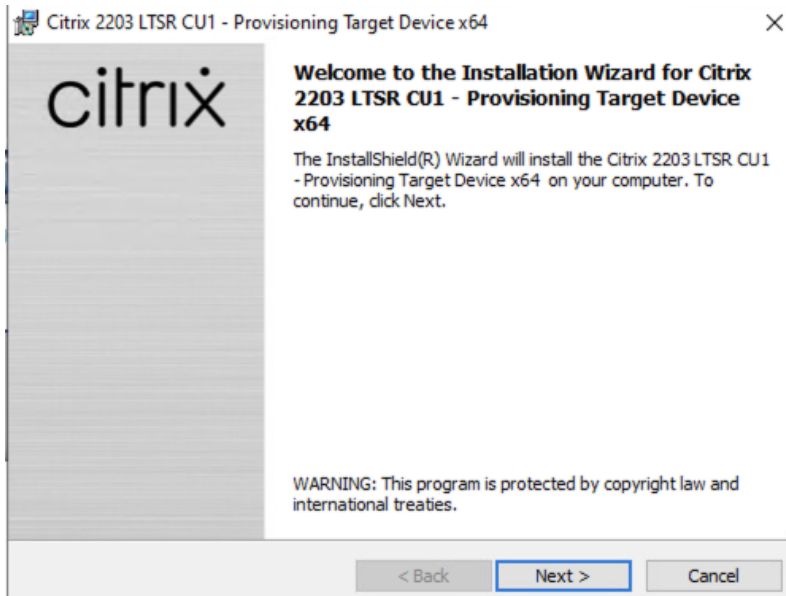 Citrix 2203 LTSR CU1 - Provisioning Target Device x64
citrix
Welcome to the Installation Wizard for Citrix
2203 LTSR CU1 - Provisioning Target Device
x64
The InstallShield(R) Wizard will install the Citrix 2203 LTSR CU1
- Provisioning Target Device x64 on your computer. To
continue, click Next.
WARNING: This program is protected by copyright law and
international treaties.
< Back
Next >
Cancel